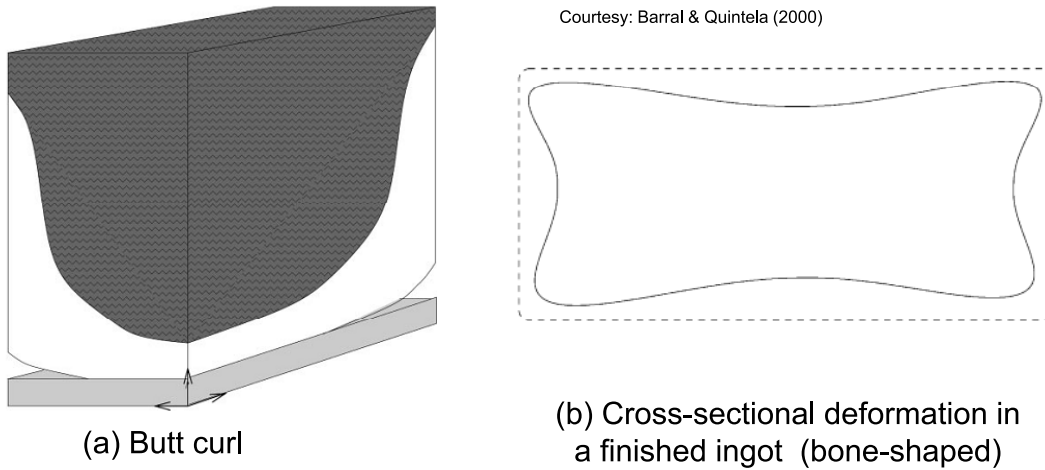 Courtesy: Barral & Quintela (2000)
(a) Butt curl
(b) Cross-sectional deformation in
a finished ingot (bone-shaped)